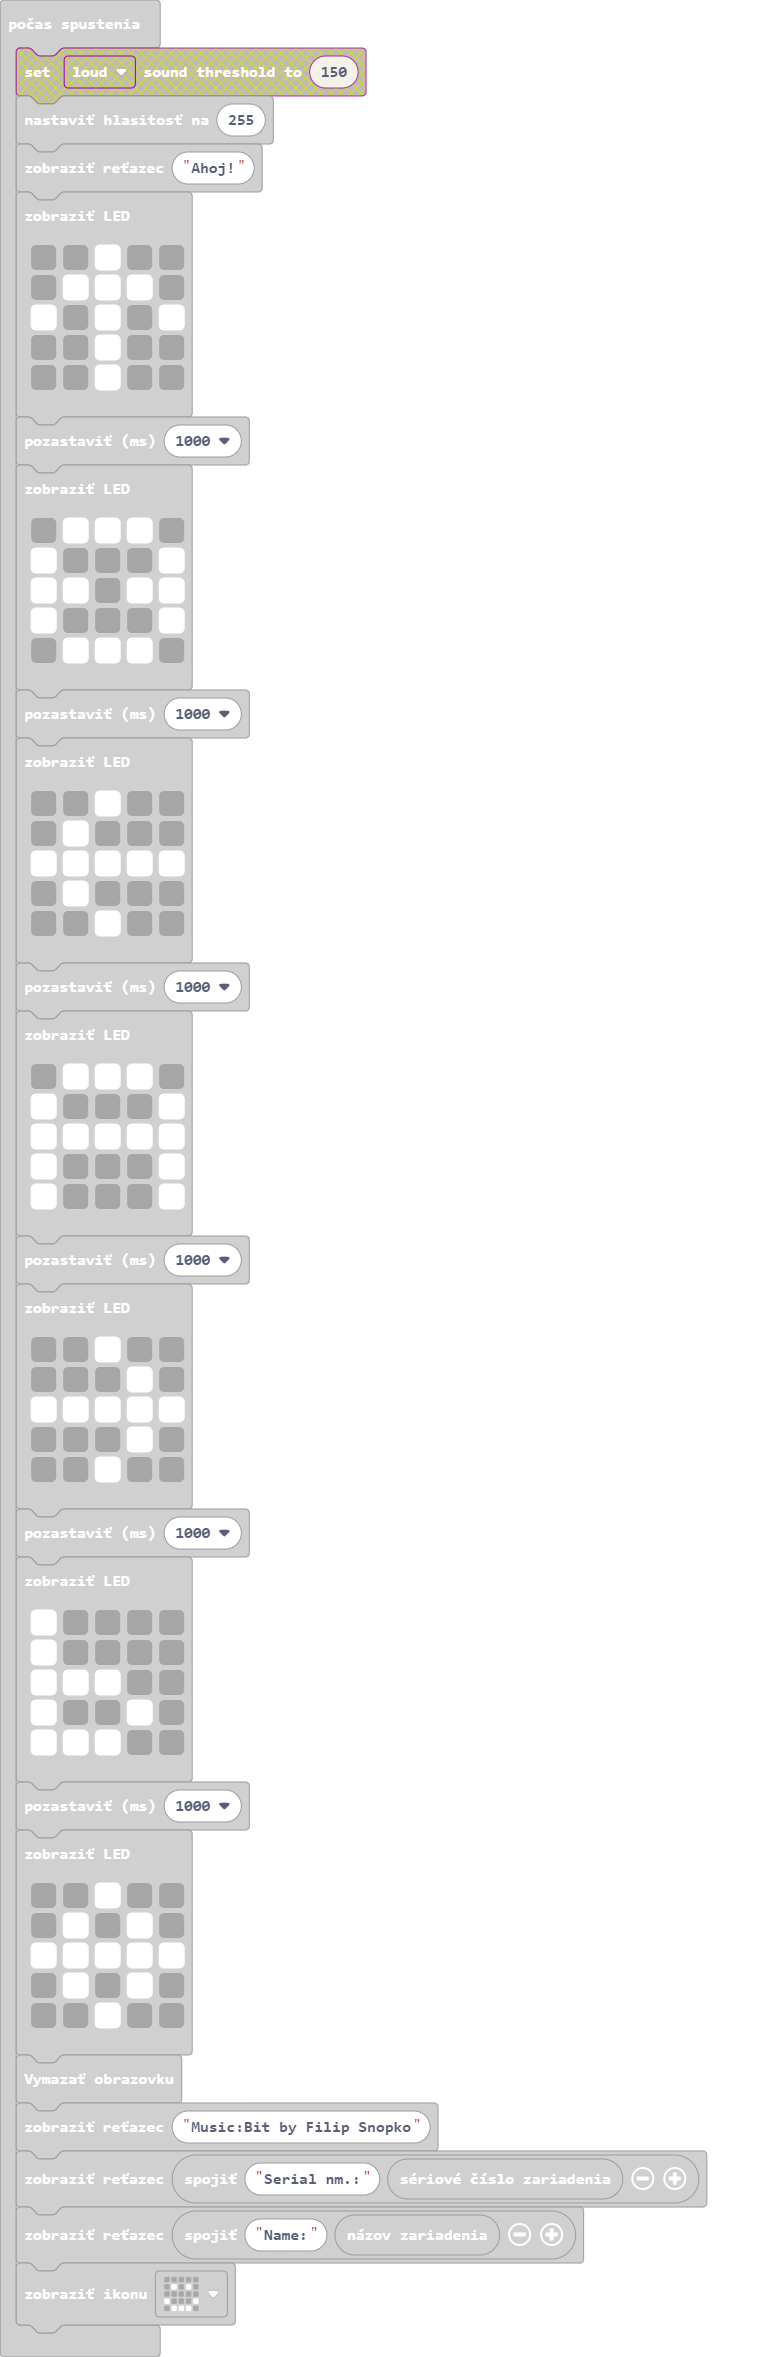 počas spustenia
set loud sound threshold to 150
nastaviť hlasitosť na 255
zobraziť reťazec "Ahoj!"
zobraziť LED
pozastaviť (ms) 1000
zobraziť LED
pozastaviť (ms) 1000
zobraziť LED
pozastaviť (ms) 1000
zobraziť LED
pozastaviť (ms) 1000
zobraziť LED
pozastaviť (ms) 1000
zobraziť LED
pozastaviť (ms) 1000
zobraziť LED
Vymazať obrazovku
zobraziť reťazec "Music:Bit by Filip Snopko"
zobraziť reťazec spojiť "Serial nm.:" sériové číslo zariadenia
zobraziť reťazec spojiť "Name:" názov zariadenia
zobraziť ikonu